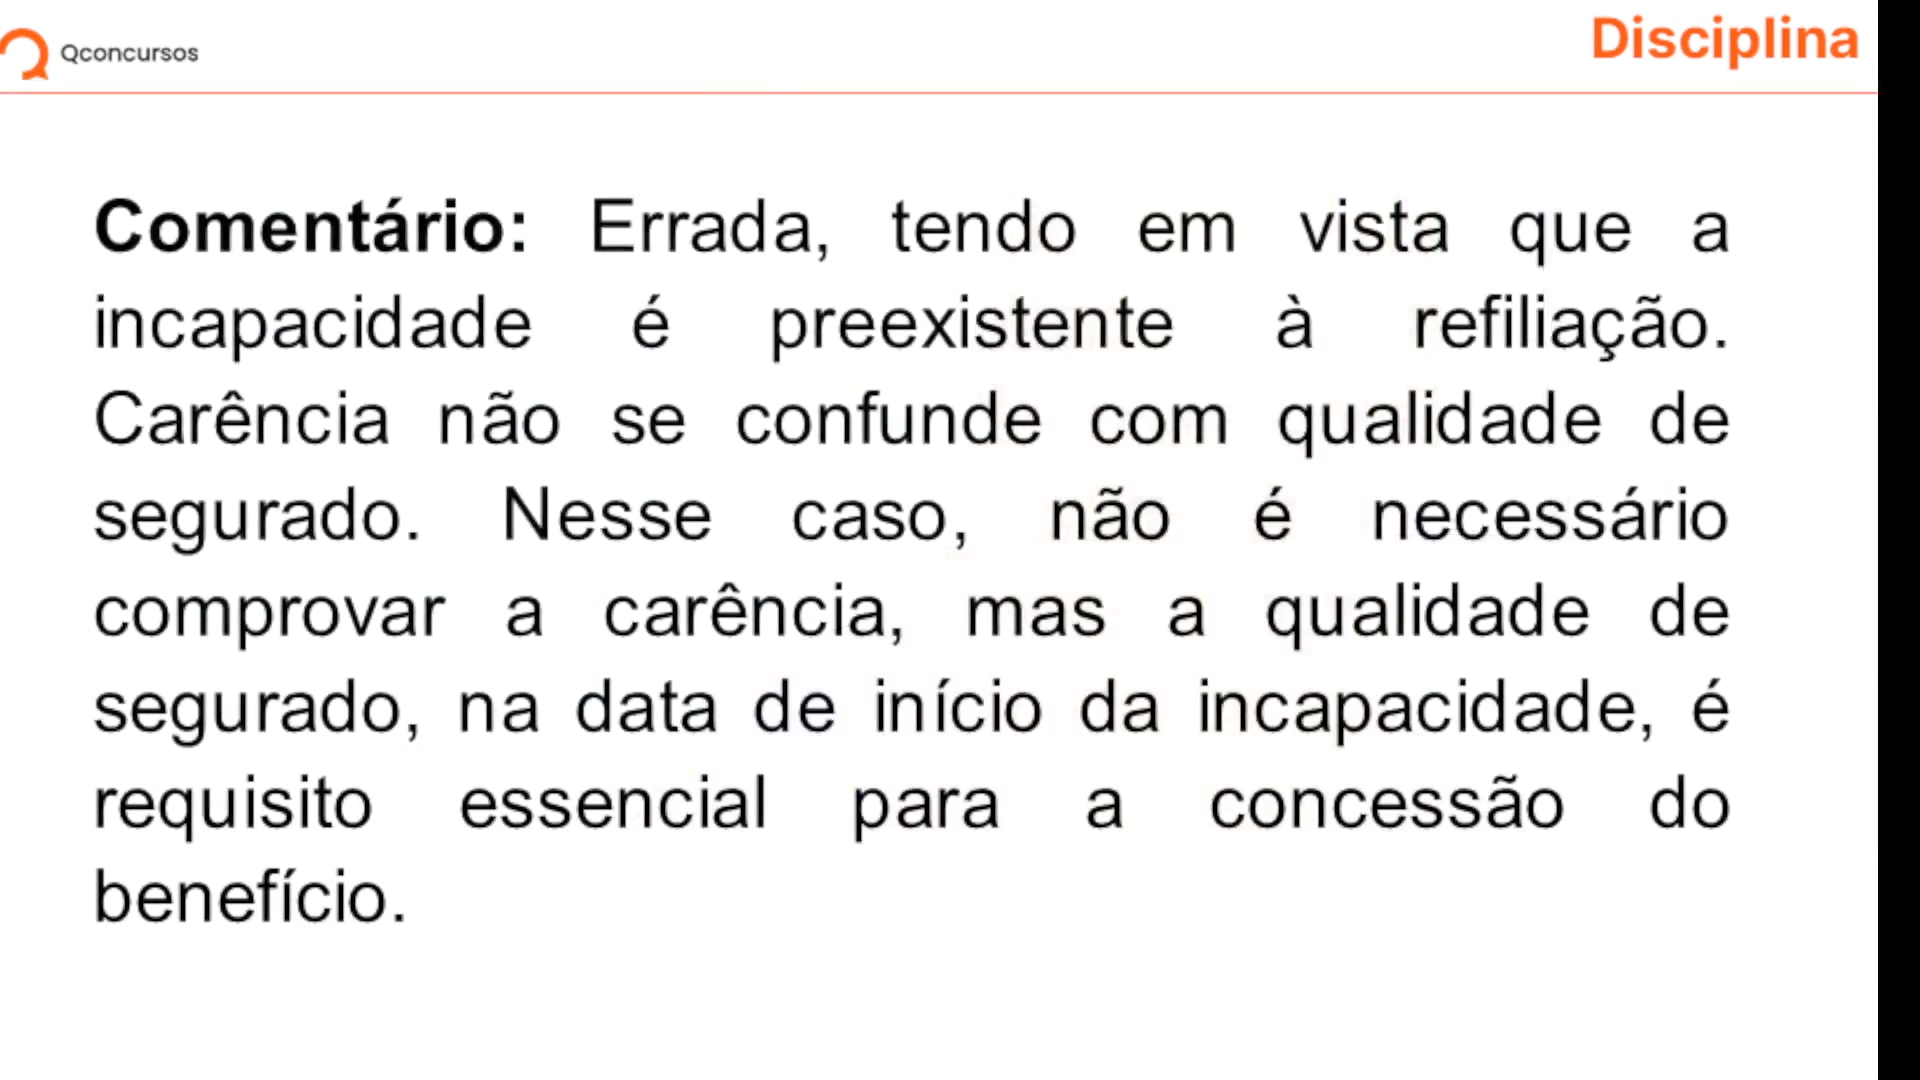 Qconcursos
Disciplina
Comentário: Errada, tendo em vista que a
incapacidade é preexistente à refiliação.
Carência não se confunde com qualidade de
segurado. Nesse caso, não é necessário
comprovar a carência, mas a qualidade de
segurado, na data de início da incapacidade, é
requisito essencial para a concessão do
benefício.